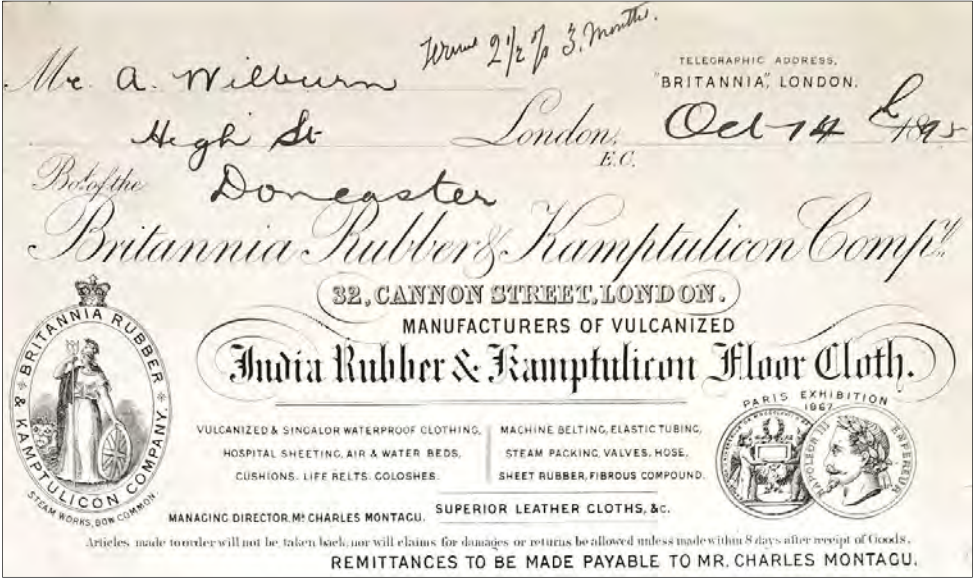 Terms 2½ % 3. Months.
Mr. A. Wilburn
TELEGRAPHIC ADDRESS,
"BRITANNIA", LONDON.
High St
London,
E.C.
Oct 14th 1895
Bot. of the
Doncaster
Britannia Rubber & Kamptulicon Compy.
32, CANNON STREET, LONDON.
MANUFACTURERS OF VULCANIZED
India Rubber & Kamptulicon Floor Cloth.
BRITANNIA RUBBER & KAMPTULICON COMPANY.
STEAM WORKS, BOW COMMON.
VULCANIZED & SINGALOR WATERPROOF CLOTHING,
HOSPITAL SHEETING, AIR & WATER BEDS,
CUSHIONS, LIFE BELTS, GOLOSHES.
MACHINE BELTING, ELASTIC TUBING,
STEAM PACKING, VALVES, HOSE,
SHEET RUBBER, FIBROUS COMPOUND.
PARIS EXHIBITION
1867
NAPOLEON III EMPEREUR
MANAGING DIRECTOR, MR CHARLES MONTAGU.
SUPERIOR LEATHER CLOTHS, &C.
Articles made to order will not be taken back, nor will claims for damages or returns be allowed unless made within 8 days after receipt of Goods.
REMITTANCES TO BE MADE PAYABLE TO MR. CHARLES MONTAGU.